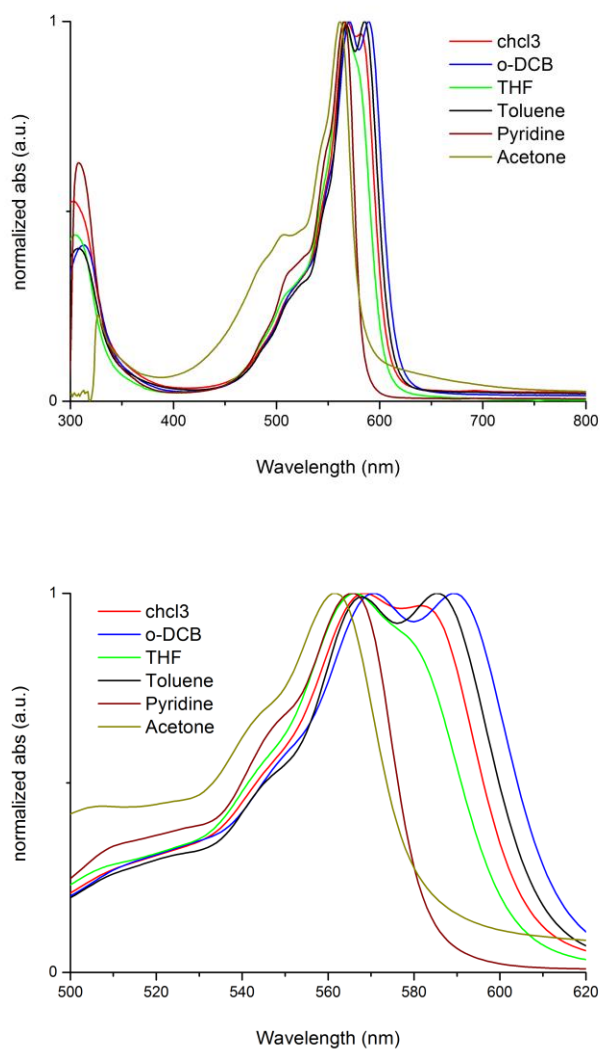 1
chcl3
o-DCB
THF
Toluene
Pyridine
Acetone
normalized abs (a.u.)
0
300 400 500 600 700 800
Wavelength (nm)
1
chcl3
o-DCB
THF
Toluene
Pyridine
Acetone
normalized abs (a.u.)
0
500 520 540 560 580 600 620
Wavelength (nm)